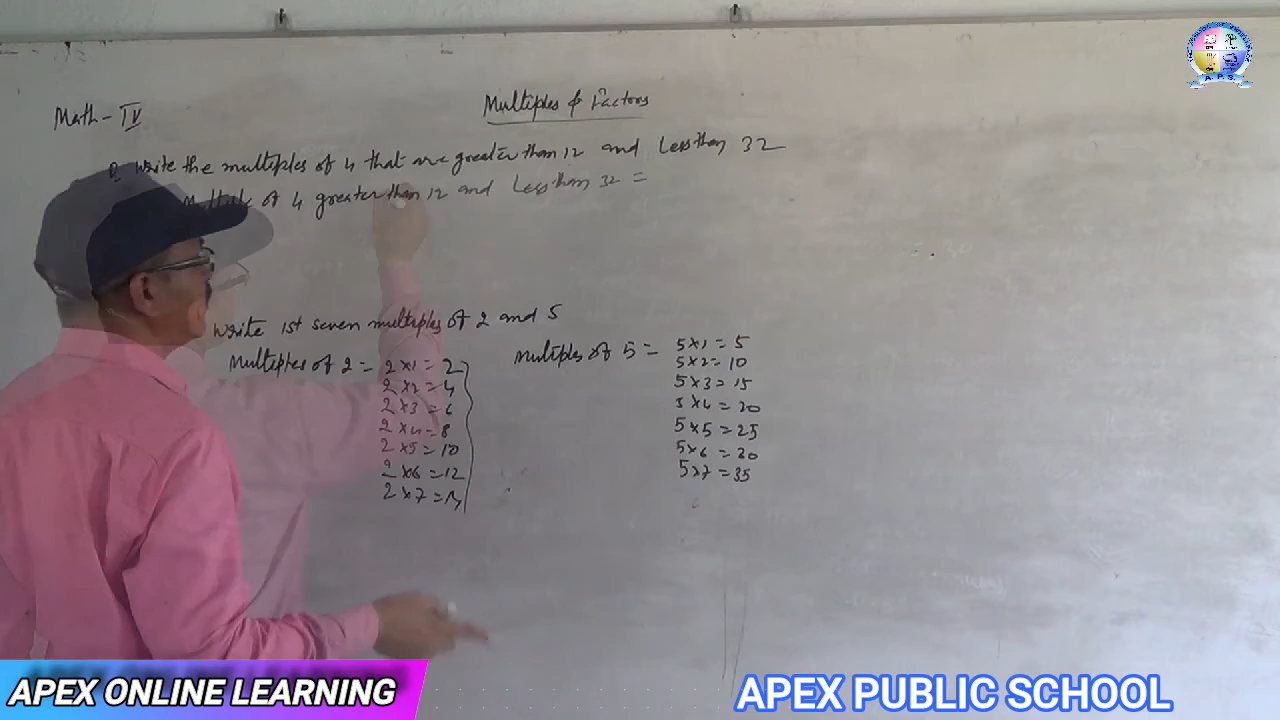 Math - IV
Multiples & Factors
Q Write the multiples of 4 that are greater than 12 and Less than 32
multiple of 4 greater than 12 and Less than 32 =
Write 1st seven multiples of 2 and 5
Multiples of 2 = 2 × 1 = 2
2 × 2 = 4
2 × 3 = 6
2 × 4 = 8
2 × 5 = 10
2 × 6 = 12
2 × 7 = 14
multiples of 5 = 5 × 1 = 5
5 × 2 = 10
5 × 3 = 15
5 × 4 = 20
5 × 5 = 25
5 × 6 = 30
5 × 7 = 35
A.P.S.
APEX ONLINE LEARNING
APEX PUBLIC SCHOOL